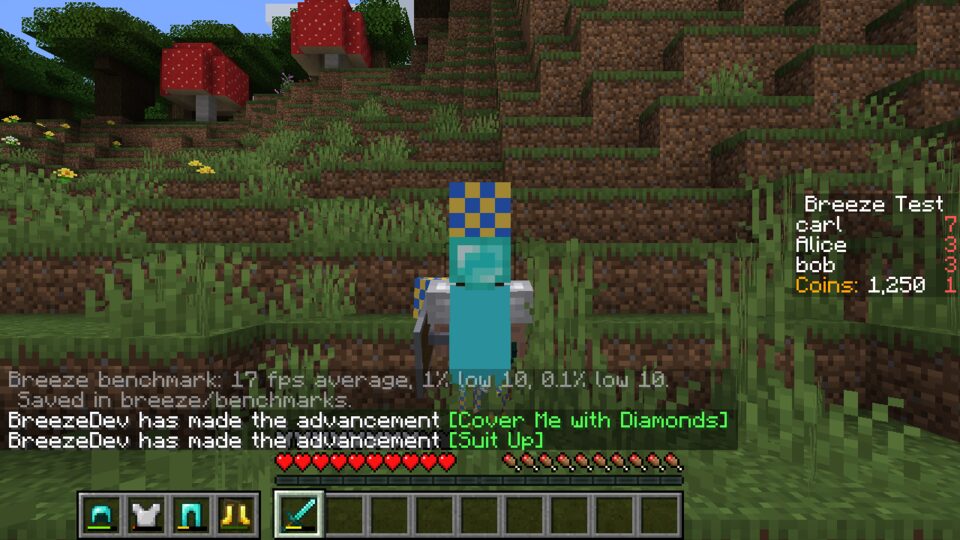 Breeze Test
carl 7
Alice 3
bob 3
Coins: 1,250 1
Breeze benchmark: 17 fps average, 1% low 10, 0.1% low 10.
Saved in breeze/benchmarks.
BreezeDev has made the advancement [Cover Me with Diamonds]
BreezeDev has made the advancement [Suit Up]